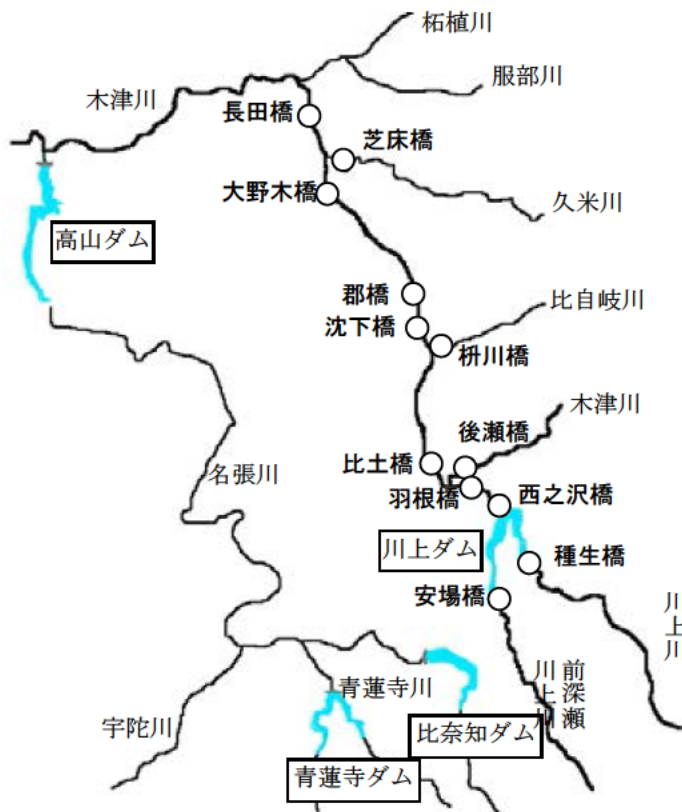 柘植川
服部川
木津川
長田橋
芝床橋
大野木橋
久米川
高山ダム
郡橋
比自岐川
沈下橋
枡川橋
木津川
後瀬橋
比土橋
名張川
羽根橋
西之沢橋
川上ダム
種生橋
安場橋
川上川
前深瀬
川上川
青蓮寺川
宇陀川
比奈知ダム
青蓮寺ダム